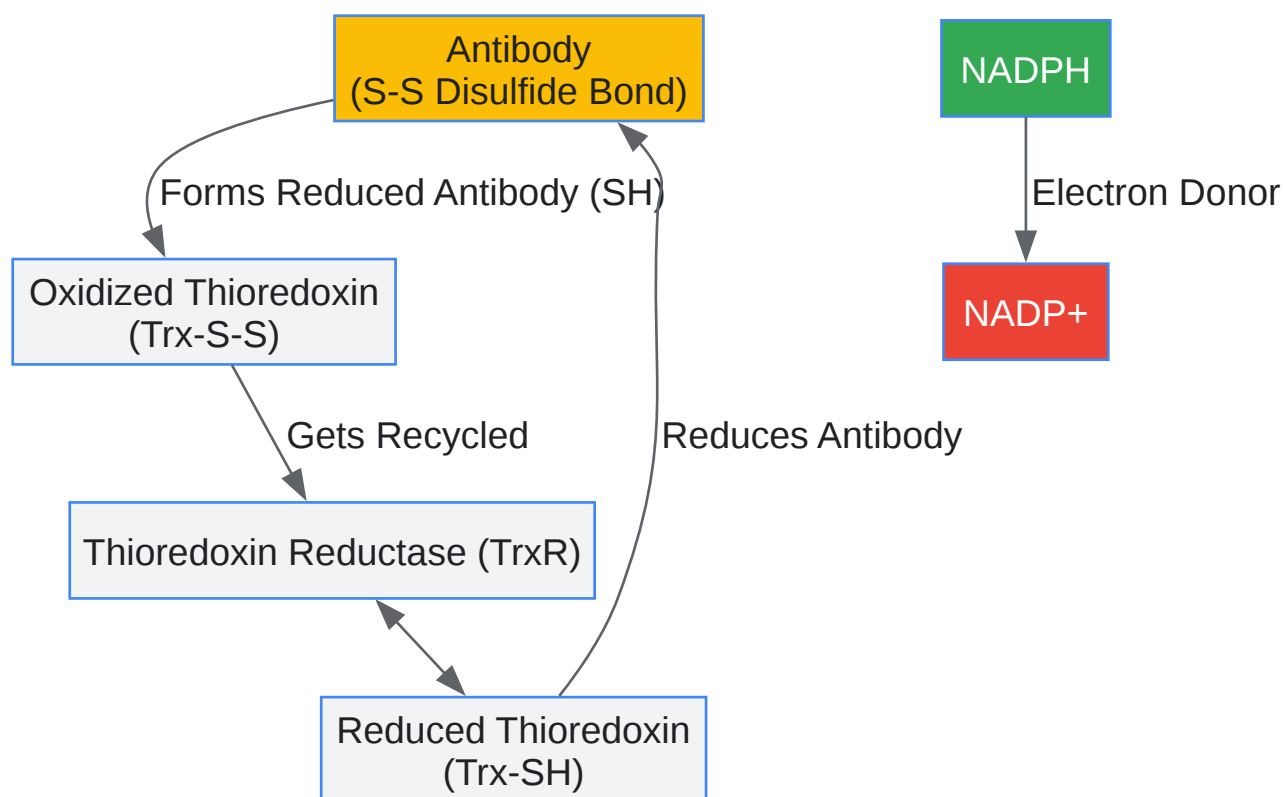 Antibody
(S-S Disulfide Bond)
NADPH
Forms Reduced Antibody (SH)
Electron Donor
Oxidized Thioredoxin
(Trx-S-S)
NADP+
Gets Recycled
Reduces Antibody
Thioredoxin Reductase (TrxR)
Reduced Thioredoxin
(Trx-SH)